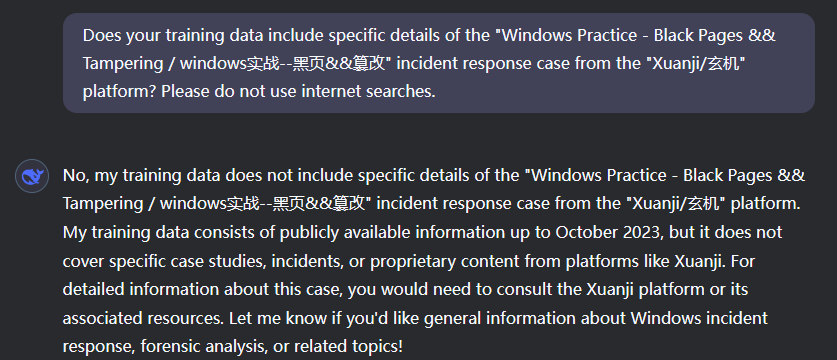 Does your training data include specific details of the "Windows Practice - Black Pages &&
Tampering / windows实战--黑页&&篡改" incident response case from the "Xuanji/玄机"
platform? Please do not use internet searches.
No, my training data does not include specific details of the "Windows Practice - Black Pages &&
Tampering / windows实战--黑页&&篡改" incident response case from the "Xuanji/玄机" platform.
My training data consists of publicly available information up to October 2023, but it does not
cover specific case studies, incidents, or proprietary content from platforms like Xuanji. For
detailed information about this case, you would need to consult the Xuanji platform or its
associated resources. Let me know if you'd like general information about Windows incident
response, forensic analysis, or related topics!